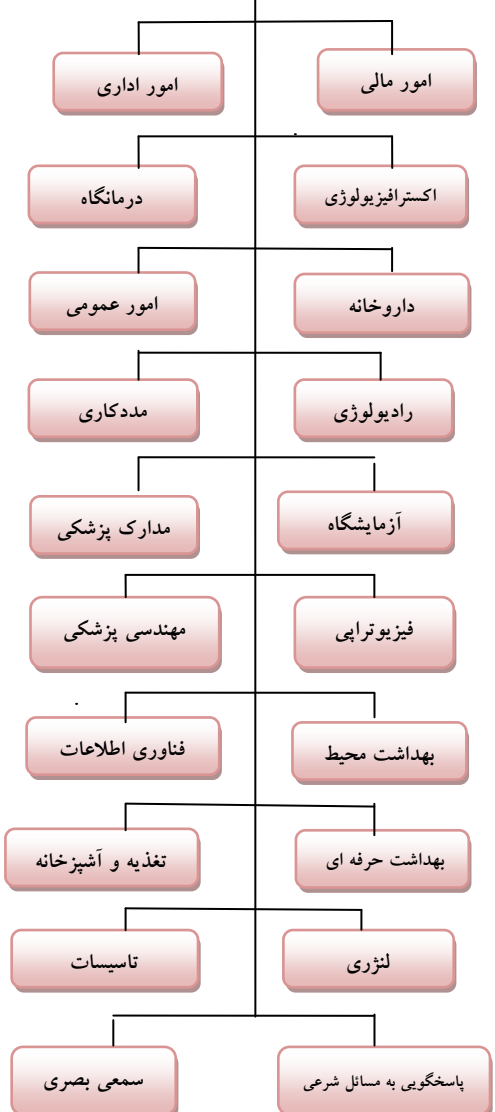 امور مالی
امور اداری
اکسترافیزیولوژی
درمانگاه
داروخانه
امور عمومی
رادیولوژی
مددکاری
آزمایشگاه
مدارک پزشکی
فیزیوتراپی
مهندسی پزشکی
بهداشت محیط
فناوری اطلاعات
بهداشت حرفه ای
تغذیه و آشپزخانه
لنژری
تاسیسات
پاسخگویی به مسائل شرعی
سمعی بصری